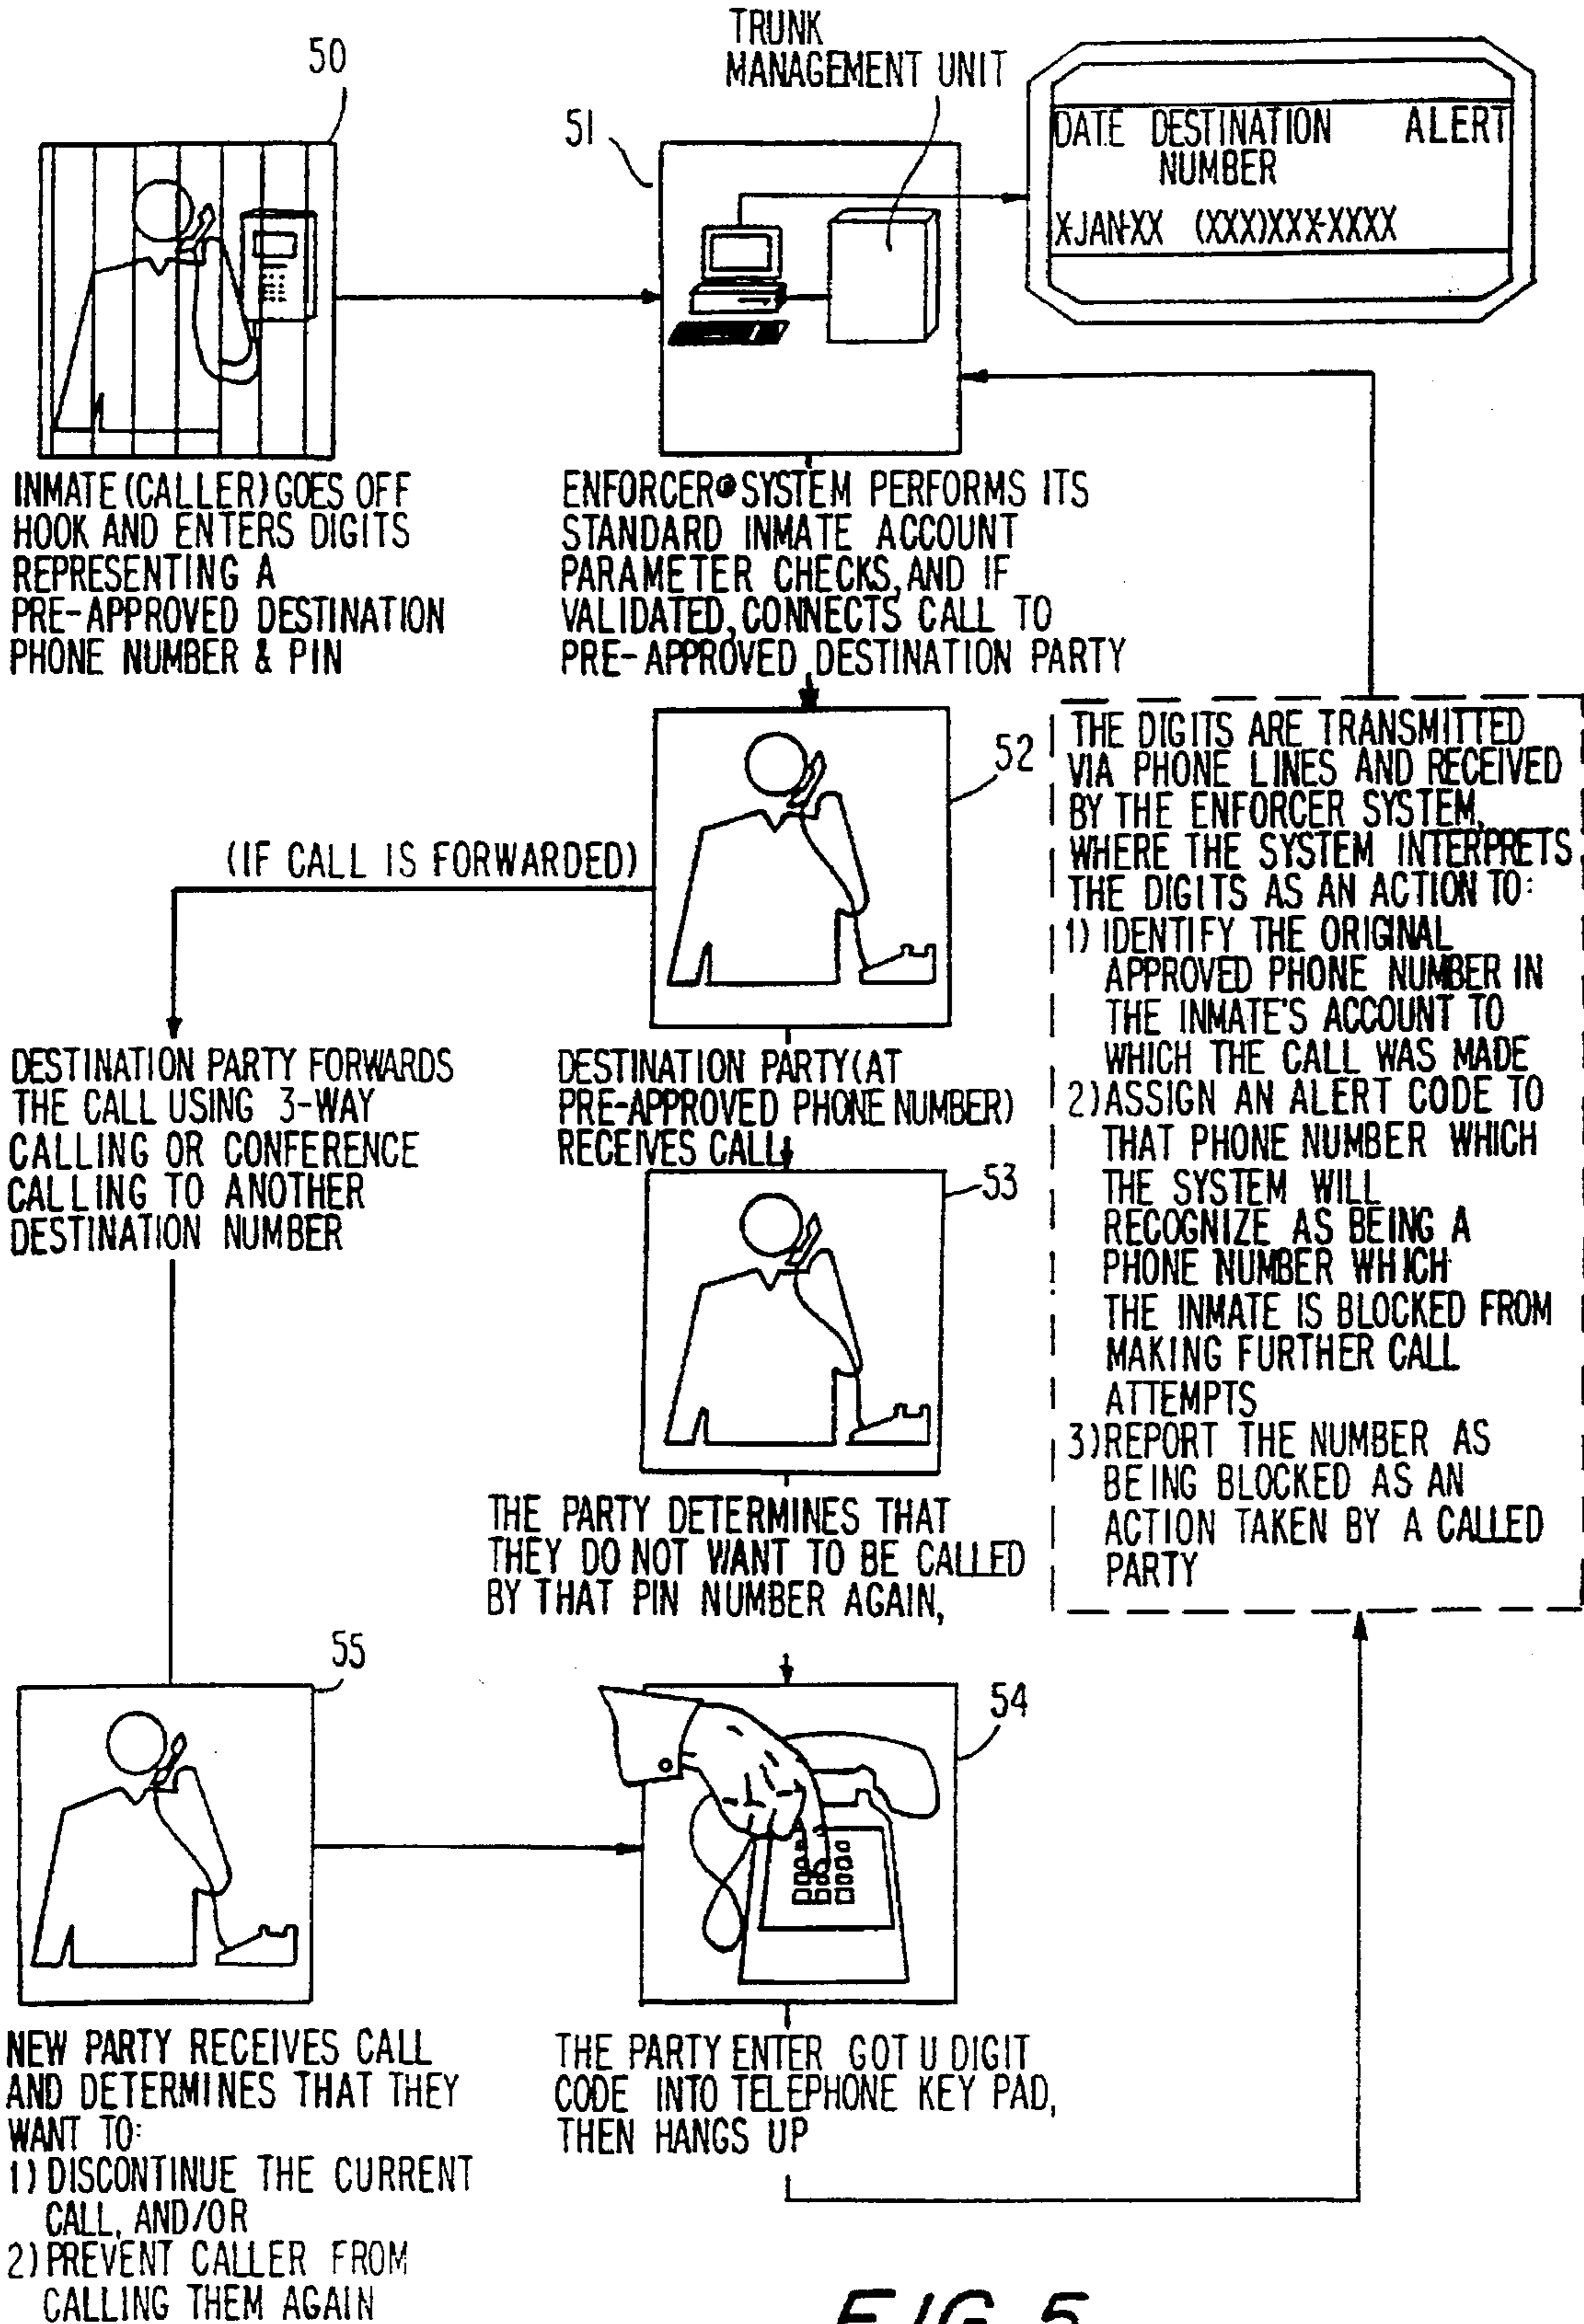 50
TRUNK
MANAGEMENT UNIT
51
DATE DESTINATION ALERT
NUMBER
X-JAN-XX (XXX)XXX-XXXX
INMATE (CALLER) GOES OFF
HOOK AND ENTERS DIGITS
REPRESENTING A
PRE-APPROVED DESTINATION
PHONE NUMBER & PIN
ENFORCER® SYSTEM PERFORMS ITS
STANDARD INMATE ACCOUNT
PARAMETER CHECKS, AND IF
VALIDATED, CONNECTS CALL TO
PRE-APPROVED DESTINATION PARTY
52
(IF CALL IS FORWARDED)
DESTINATION PARTY FORWARDS
THE CALL USING 3-WAY
CALLING OR CONFERENCE
CALLING TO ANOTHER
DESTINATION NUMBER
DESTINATION PARTY (AT
PRE-APPROVED PHONE NUMBER)
RECEIVES CALL
53
THE PARTY DETERMINES THAT
THEY DO NOT WANT TO BE CALLED
BY THAT PIN NUMBER AGAIN,
THE DIGITS ARE TRANSMITTED
VIA PHONE LINES AND RECEIVED
BY THE ENFORCER SYSTEM,
WHERE THE SYSTEM INTERPRETS
THE DIGITS AS AN ACTION TO:
1) IDENTIFY THE ORIGINAL
APPROVED PHONE NUMBER IN
THE INMATE'S ACCOUNT TO
WHICH THE CALL WAS MADE
2) ASSIGN AN ALERT CODE TO
THAT PHONE NUMBER WHICH
THE SYSTEM WILL
RECOGNIZE AS BEING A
PHONE NUMBER WHICH
THE INMATE IS BLOCKED FROM
MAKING FURTHER CALL
ATTEMPTS
3) REPORT THE NUMBER AS
BEING BLOCKED AS AN
ACTION TAKEN BY A CALLED
PARTY
55
54
NEW PARTY RECEIVES CALL
AND DETERMINES THAT THEY
WANT TO:
1) DISCONTINUE THE CURRENT
CALL, AND/OR
2) PREVENT CALLER FROM
CALLING THEM AGAIN
THE PARTY ENTER GOT U DIGIT
CODE INTO TELEPHONE KEY PAD,
THEN HANGS UP
FIG. 5